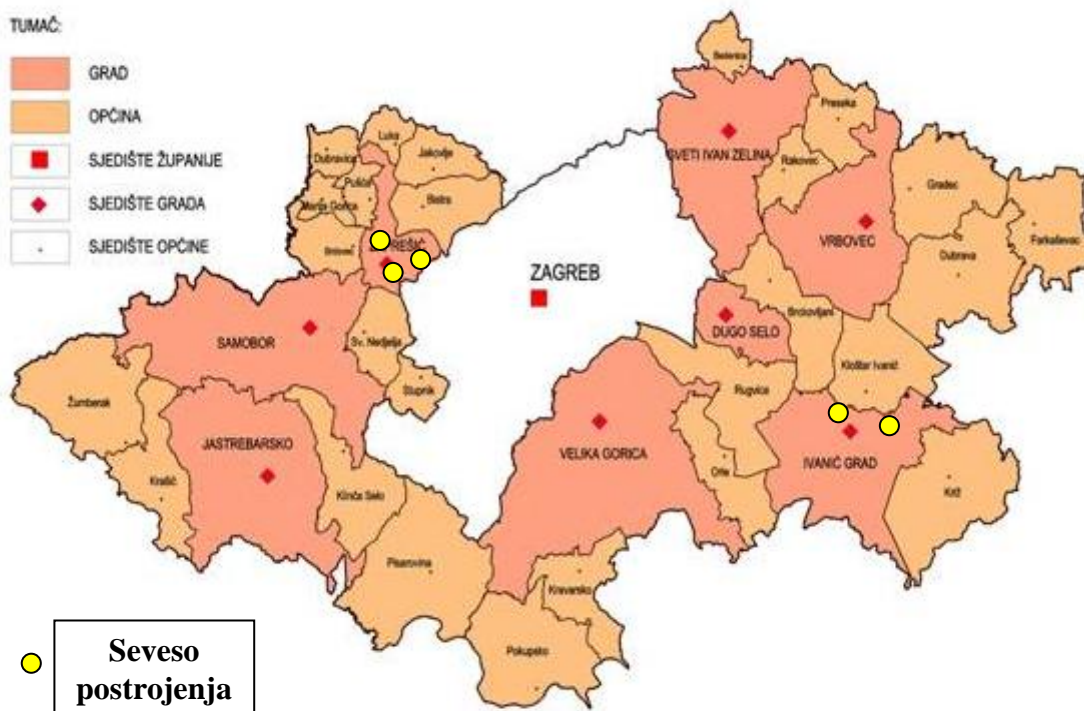 TUMAČ:
GRAD
OPĆINA
SJEDIŠTE ŽUPANIJE
SJEDIŠTE GRADA
SJEDIŠTE OPĆINE
Bedenica
Preseka
Luka
SVETI IVAN ZELINA
Jakovlje
Dubravica
Rakovec
Pušća
Gradec
Marija Gorica
Bistra
VRBOVEC
Farkaševac
Brdovec
Dubrava
ZAGREB
Brckovljani
DUGO SELO
SAMOBOR
Sv. Nedjelja
Kloštar Ivanić
Stupnik
Rugvica
Žumberak
JASTREBARSKO
VELIKA GORICA
IVANIĆ GRAD
Krašić
Klinča Selo
Orle
Križ
Pisarovina
Kravarsko
Pokupsko
Seveso
postrojenja